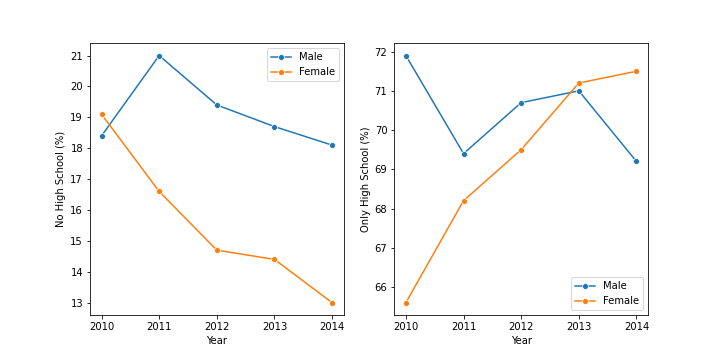 No High School (%)
21
20
19
18
17
16
15
14
13
2010 2011 2012 2013 2014
Year
Male
Female
Only High School (%)
72
71
70
69
68
67
66
2010 2011 2012 2013 2014
Year
Male
Female